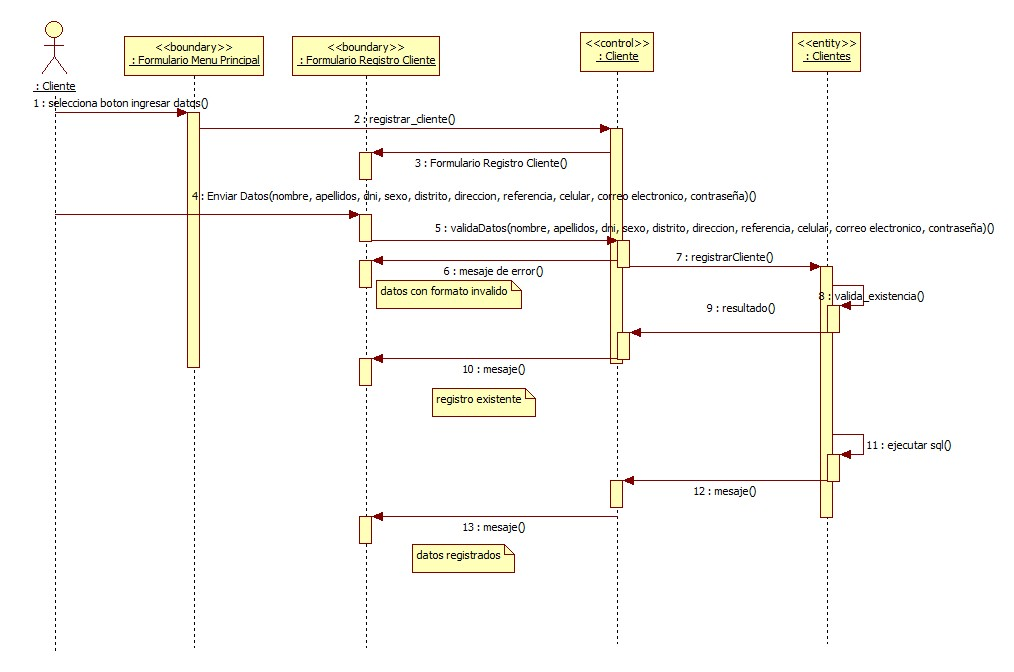 <<boundary>>
: Formulario Menu Principal
<<boundary>>
: Formulario Registro Cliente
<<control>>
: Cliente
<<entity>>
: Clientes
: Cliente
1 : selecciona boton ingresar datos()
2 : registrar_cliente()
3 : Formulario Registro Cliente()
4 : Enviar Datos(nombre, apellidos, dni, sexo, distrito, direccion, referencia, celular, correo electronico, contraseña)()
5 : validaDatos(nombre, apellidos, dni, sexo, distrito, direccion, referencia, celular, correo electronico, contraseña)()
6 : mesaje de error()
7 : registrarCliente()
datos con formato invalido
8 : valida_existencia()
9 : resultado()
10 : mesaje()
registro existente
11 : ejecutar sql()
12 : mesaje()
13 : mesaje()
datos registrados